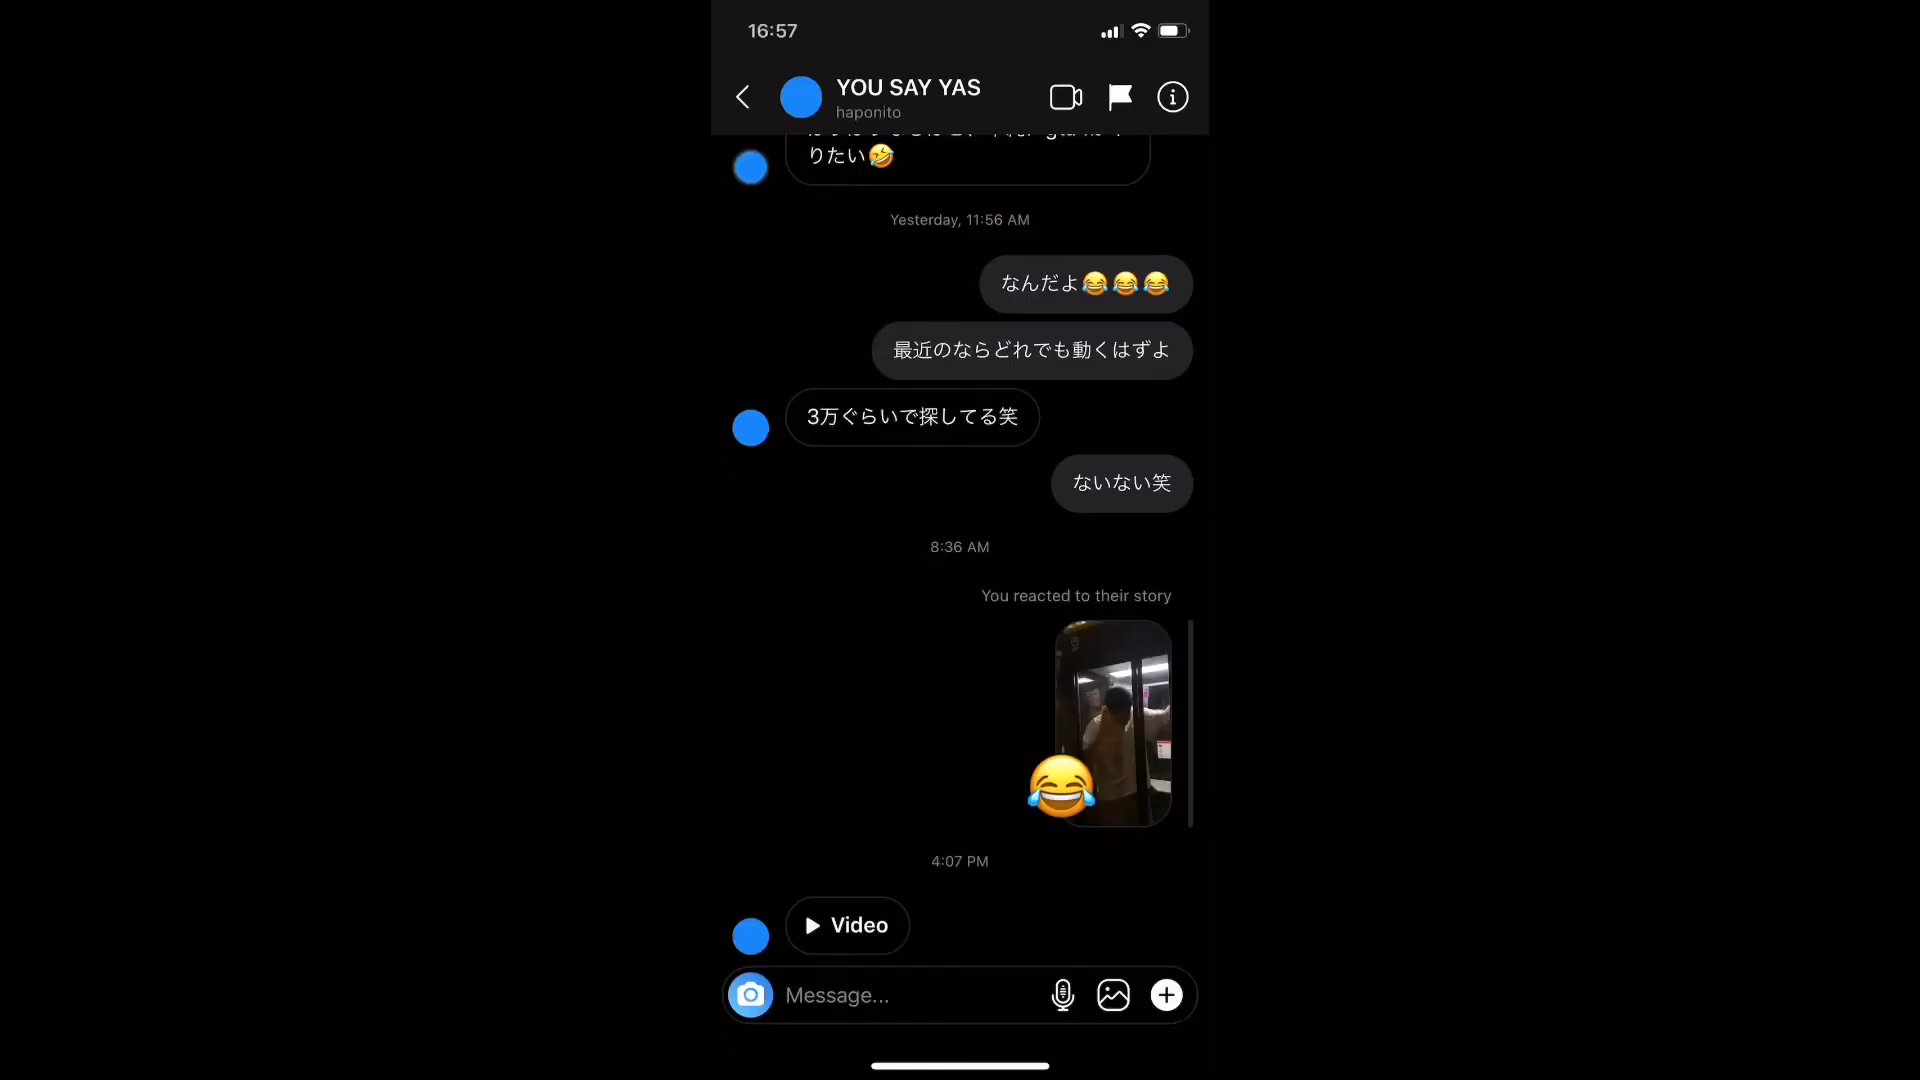 16:57
YOU SAY YAS
haponito
りたい🤣
Yesterday, 11:56 AM
なんだよ😂😂😂
最近のならどれでも動くはずよ
3万ぐらいで探してる笑
ないない笑
8:36 AM
You reacted to their story
4:07 PM
Video
Message...